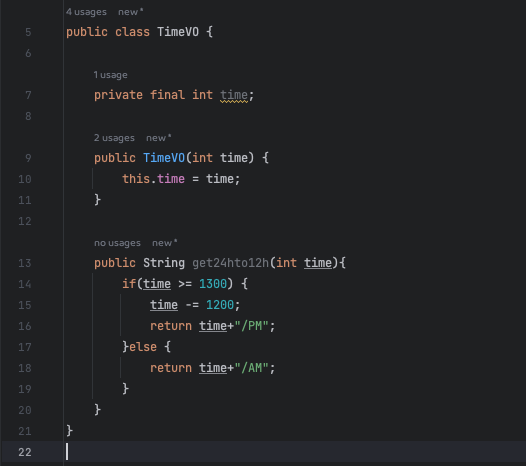 4 usages new *
5 public class TimeVO {
6
1 usage
7 private final int time;
8
2 usages new *
9 public TimeVO(int time) {
10 this.time = time;
11 }
12
no usages new *
13 public String get24hto12h(int time){
14 if(time >= 1300) {
15 time -= 1200;
16 return time+"/PM";
17 }else {
18 return time+"/AM";
19 }
20 }
21 }
22